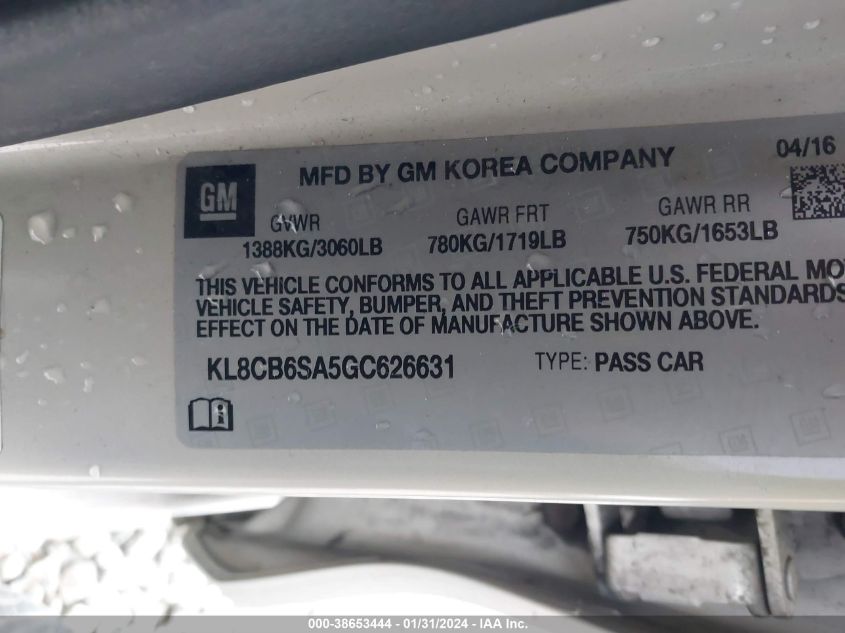 GM
MFD BY GM KOREA COMPANY
04/16
GVWR
GAWR FRT
GAWR RR
1388KG/3060LB
780KG/1719LB
750KG/1653LB
THIS VEHICLE CONFORMS TO ALL APPLICABLE U.S. FEDERAL MO
VEHICLE SAFETY, BUMPER, AND THEFT PREVENTION STANDARDS
EFFECT ON THE DATE OF MANUFACTURE SHOWN ABOVE.
KL8CB6SA5GC626631
TYPE: PASS CAR
000-38653444 - 01/31/2024 - IAA Inc.